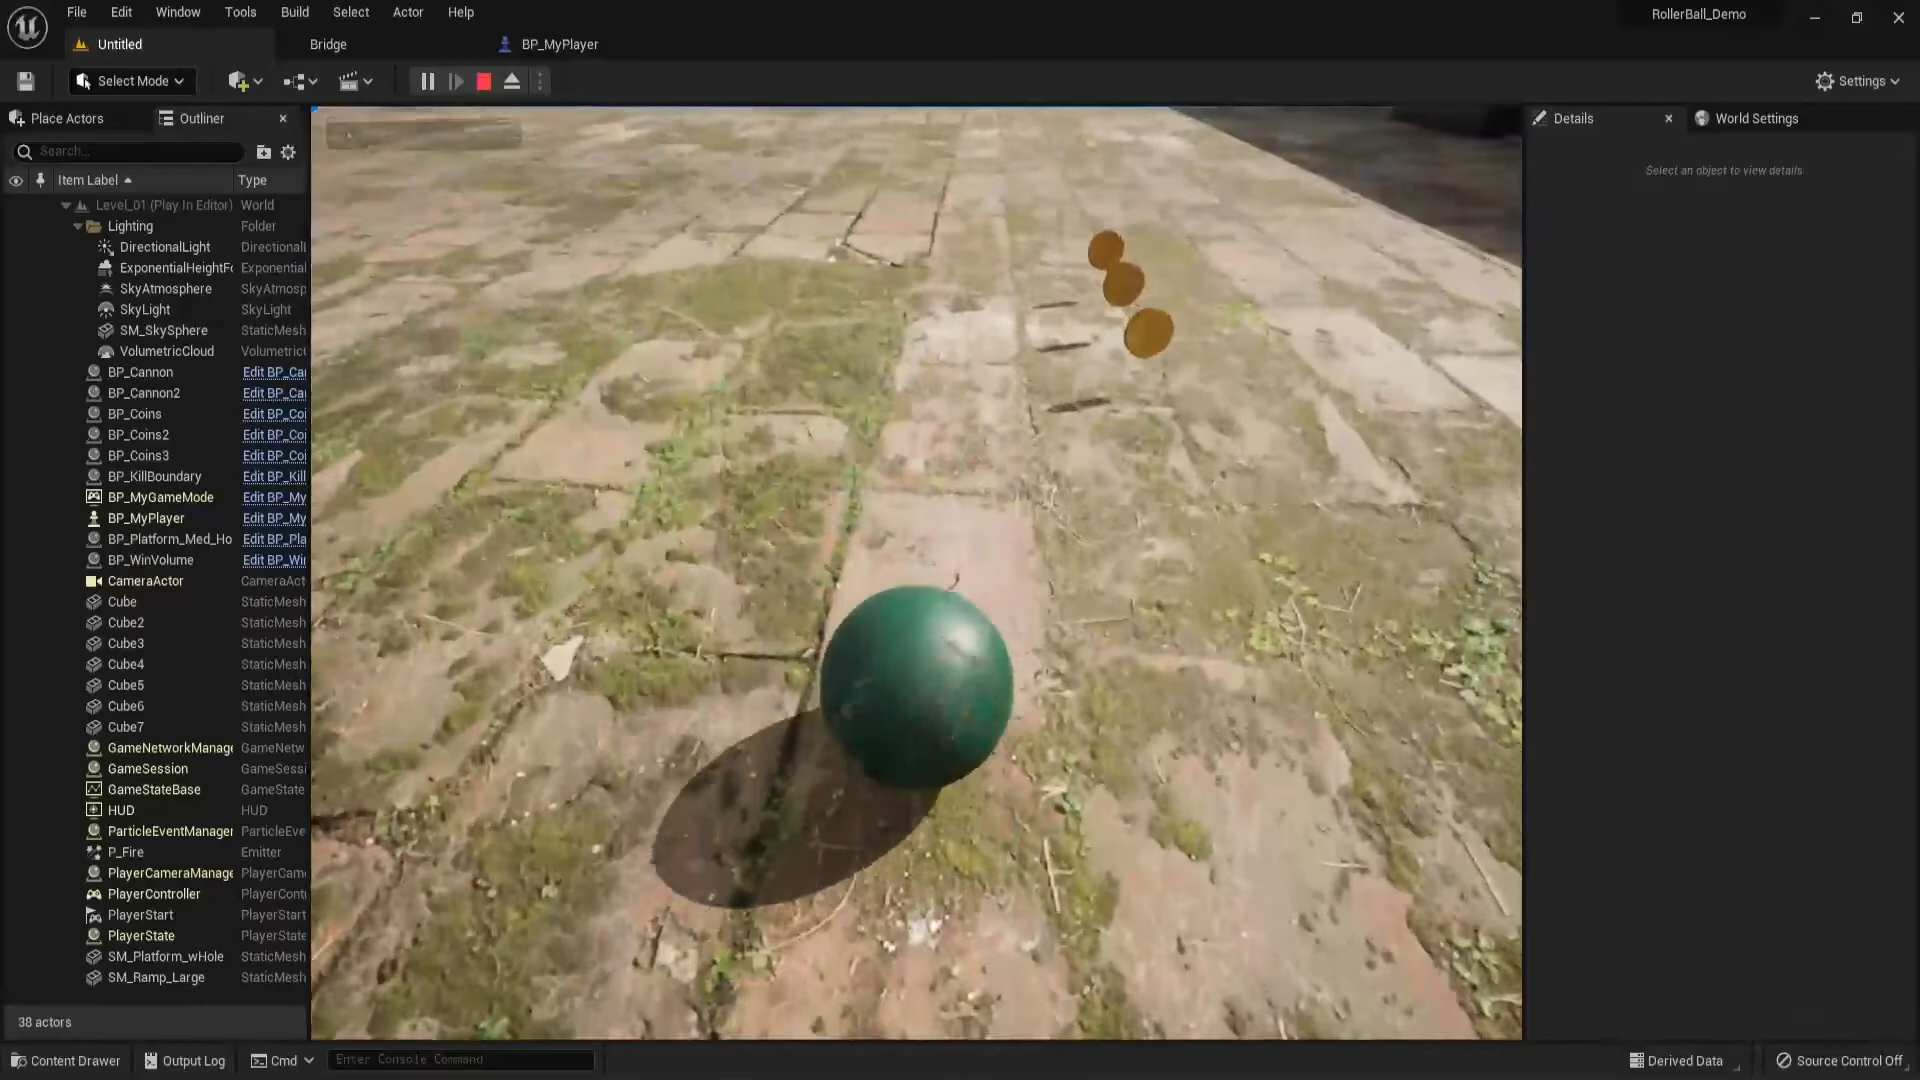 File Edit Window Tools Build Select Actor Help
RollerBall_Demo
Untitled
Bridge
BP_MyPlayer
Select Mode
Settings
Place Actors
Outliner
Details
World Settings
Search...
Select an object to view details
Item Label Type
Level_01 (Play In Editor) World
Lighting Folder
DirectionalLight Directional
ExponentialHeightFo Exponential
SkyAtmosphere SkyAtmosp
SkyLight SkyLight
SM_SkySphere StaticMesh
VolumetricCloud Volumetric
BP_Cannon Edit BP_Ca
BP_Cannon2 Edit BP_Ca
BP_Coins Edit BP_Coi
BP_Coins2 Edit BP_Coi
BP_Coins3 Edit BP_Coi
BP_KillBoundary Edit BP_Kill
BP_MyGameMode Edit BP_My
BP_MyPlayer Edit BP_My
BP_Platform_Med_Ho Edit BP_Pla
BP_WinVolume Edit BP_Wi
CameraActor CameraAct
Cube StaticMesh
Cube2 StaticMesh
Cube3 StaticMesh
Cube4 StaticMesh
Cube5 StaticMesh
Cube6 StaticMesh
Cube7 StaticMesh
GameNetworkManage GameNetw
GameSession GameSessi
GameStateBase GameState
HUD HUD
ParticleEventManager ParticleEve
P_Fire Emitter
PlayerCameraManage PlayerCam
PlayerController PlayerCont
PlayerStart PlayerStart
PlayerState PlayerState
SM_Platform_wHole StaticMesh
SM_Ramp_Large StaticMesh
38 actors
Content Drawer
Output Log
Cmd
Enter Console Command
Derived Data
Source Control Off